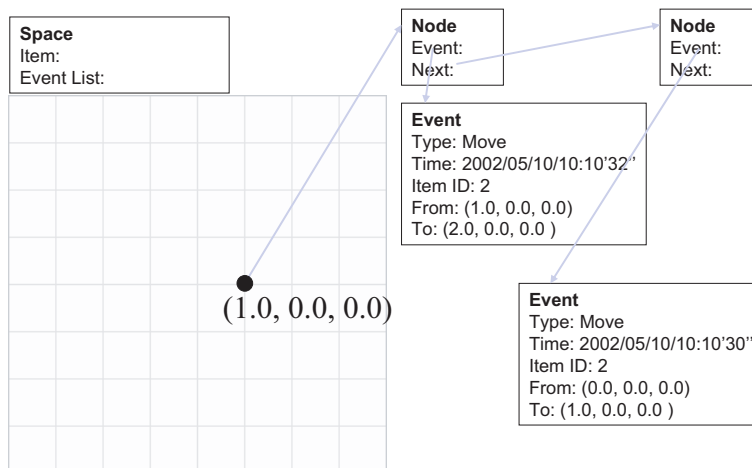 Space
Item:
Event List:
Node
Event:
Next:
Node
Event:
Next:
Event
Type: Move
Time: 2002/05/10/10:10’32’’
Item ID: 2
From: (1.0, 0.0, 0.0)
To: (2.0, 0.0, 0.0 )
(1.0, 0.0, 0.0)
Event
Type: Move
Time: 2002/05/10/10:10’30’’
Item ID: 2
From: (0.0, 0.0, 0.0)
To: (1.0, 0.0, 0.0 )